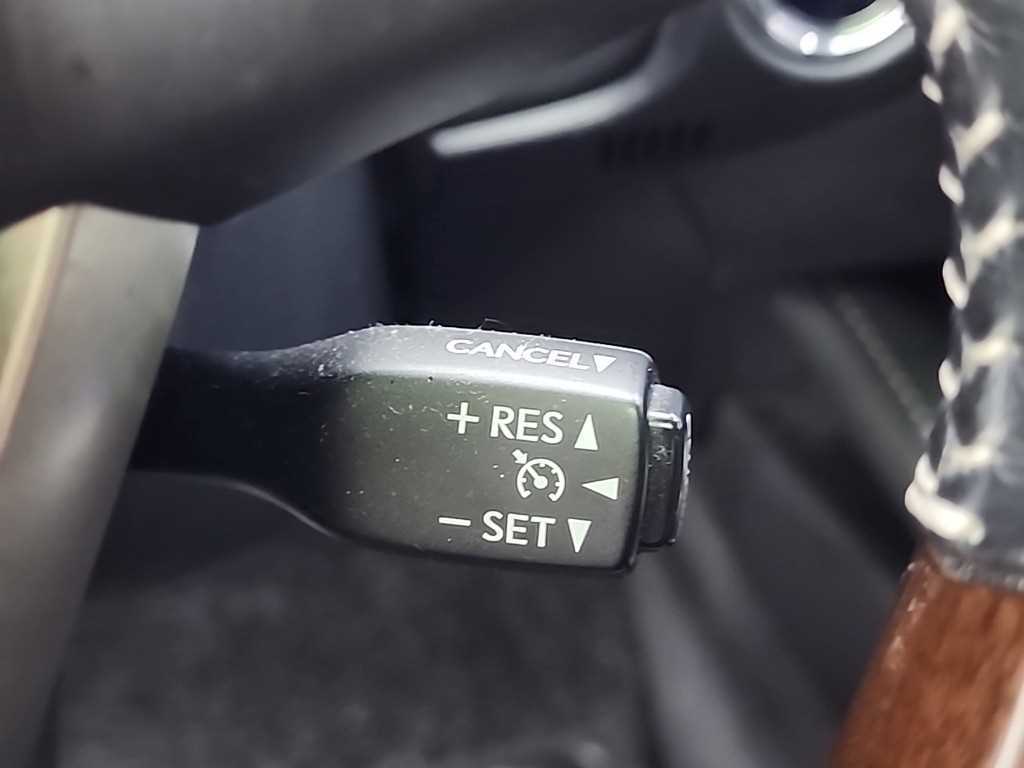 CANCEL▼
+ RES ▲
◀
− SET ▼